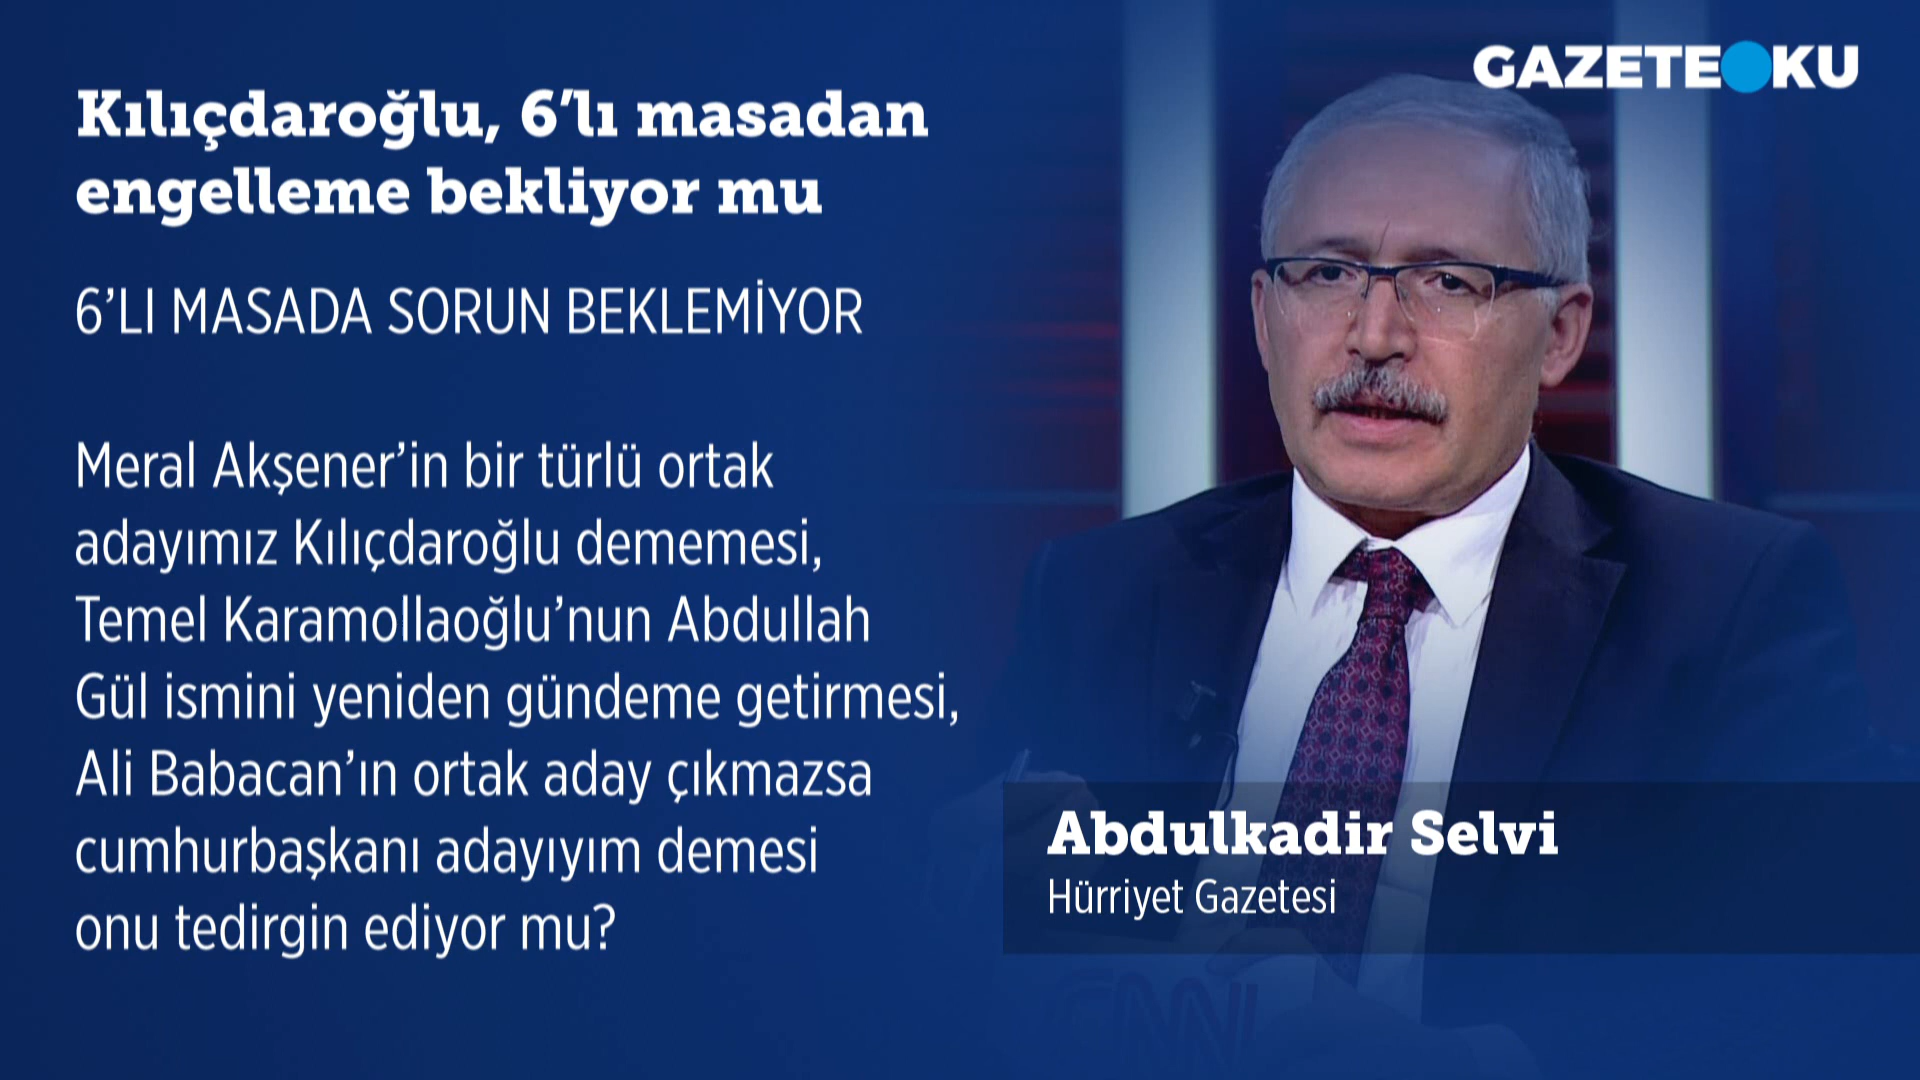 GAZETE KU
Kılıçdaroğlu, 6’lı masadan
engelleme bekliyor mu
6’LI MASADA SORUN BEKLEMİYOR
Meral Akşener’in bir türlü ortak
adayımız Kılıçdaroğlu dememesi,
Temel Karamollaoğlu’nun Abdullah
Gül ismini yeniden gündeme getirmesi,
Ali Babacan’ın ortak aday çıkmazsa
cumhurbaşkanı adayıyım demesi
onu tedirgin ediyor mu?
Abdulkadir Selvi
Hürriyet Gazetesi
CNN